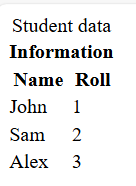 Student data
Information
Name Roll
John 1
Sam 2
Alex 3